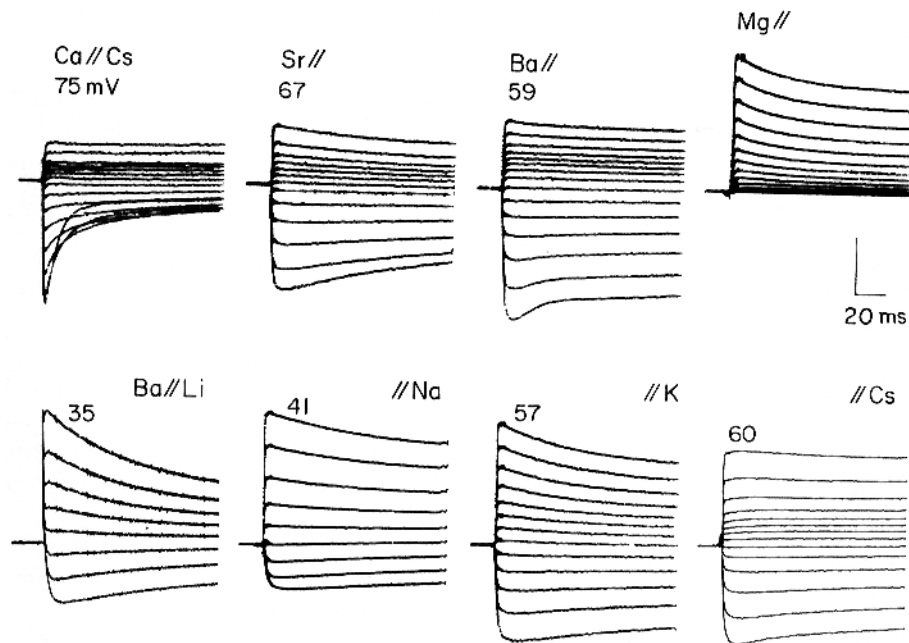 Ca//Cs
75 mV
Sr//
67
Ba//
59
Mg//
20 ms
Ba//Li
35
//Na
41
//K
57
//Cs
60